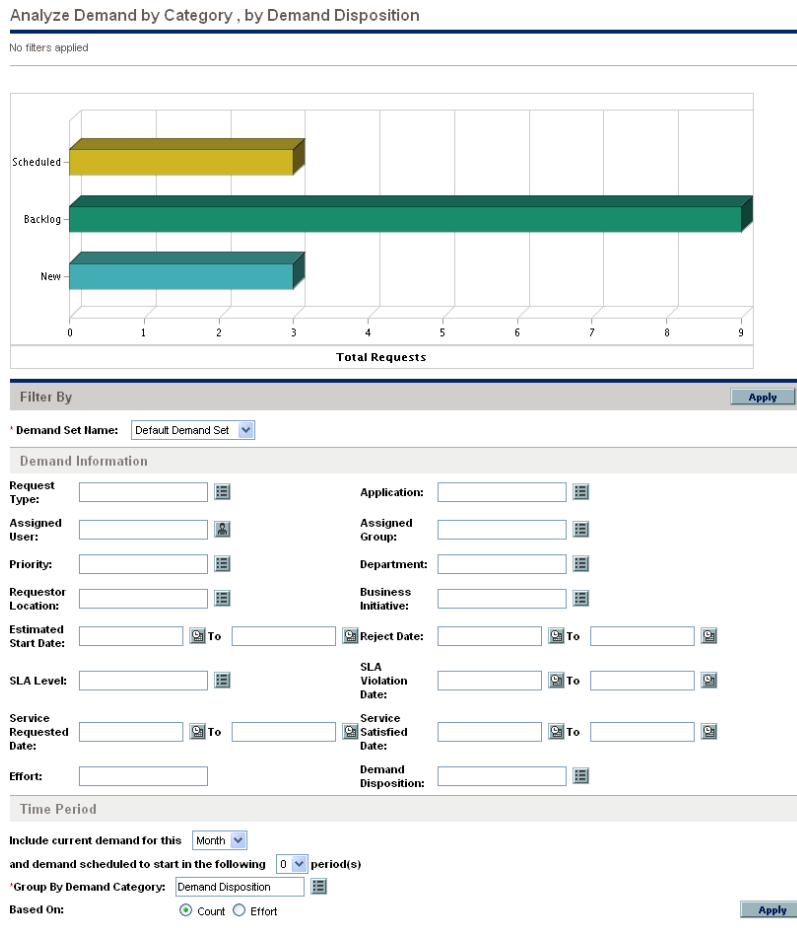 Analyze Demand by Category , by Demand Disposition
No filters applied
Scheduled
Backlog
New
0 1 2 3 4 5 6 7 8 9
Total Requests
Filter By Apply
* Demand Set Name: Default Demand Set
Demand Information
Request Type: Application:
Assigned User: Assigned Group:
Priority: Department:
Requestor Location: Business Initiative:
Estimated Start Date: To Reject Date: To
SLA Level: SLA Violation Date: To
Service Requested Date: To Service Satisfied Date: To
Effort: Demand Disposition:
Time Period
Include current demand for this Month
and demand scheduled to start in the following 0 period(s)
*Group By Demand Category: Demand Disposition
Based On: Count Effort Apply